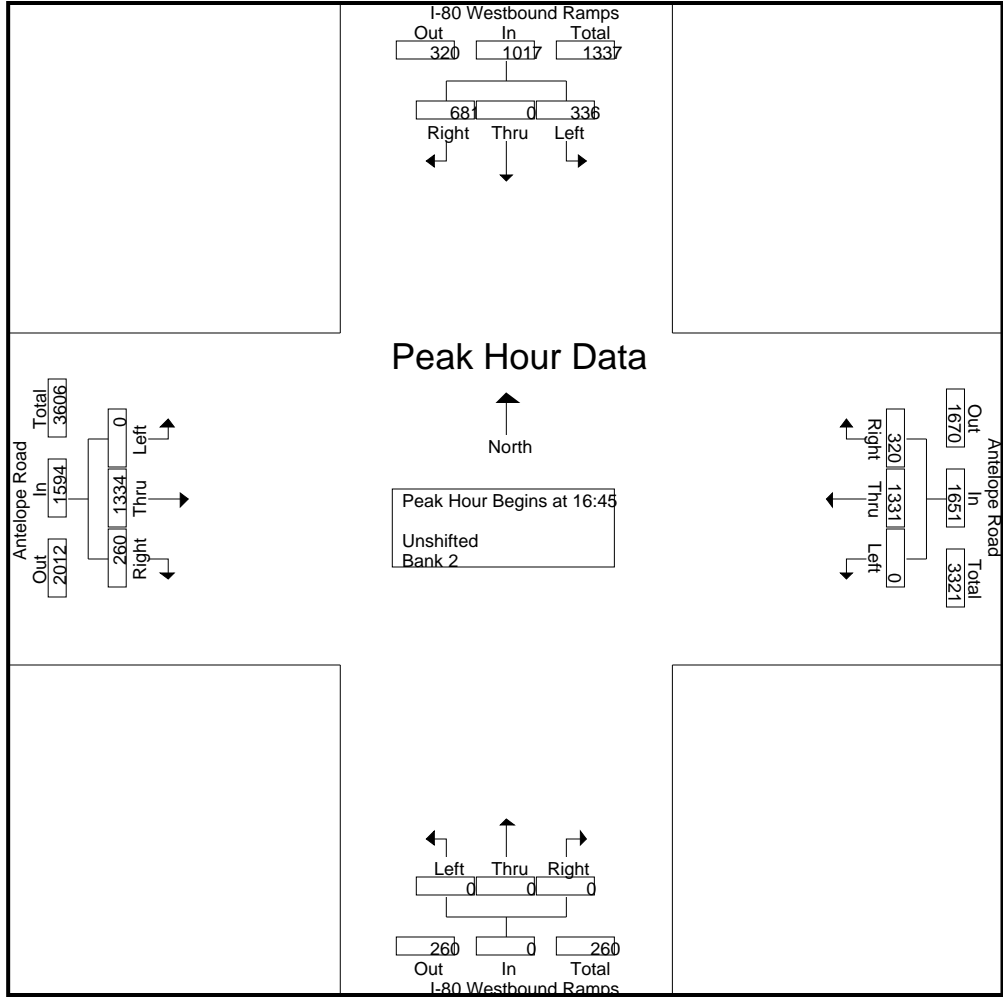 I-80 Westbound Ramps
Out In Total
320 1017 1337
681 0 336
Right Thru Left
Peak Hour Data
North
Peak Hour Begins at 16:45
Unshifted
Bank 2
Antelope Road
Total In Out
3606 1594 2012
0 1334 260
Left Thru Right
Antelope Road
Out In Total
1670 1651 3321
320 1331 0
Right Thru Left
Left Thru Right
0 0 0
260 0 260
Out In Total
I-80 Westbound Ramps